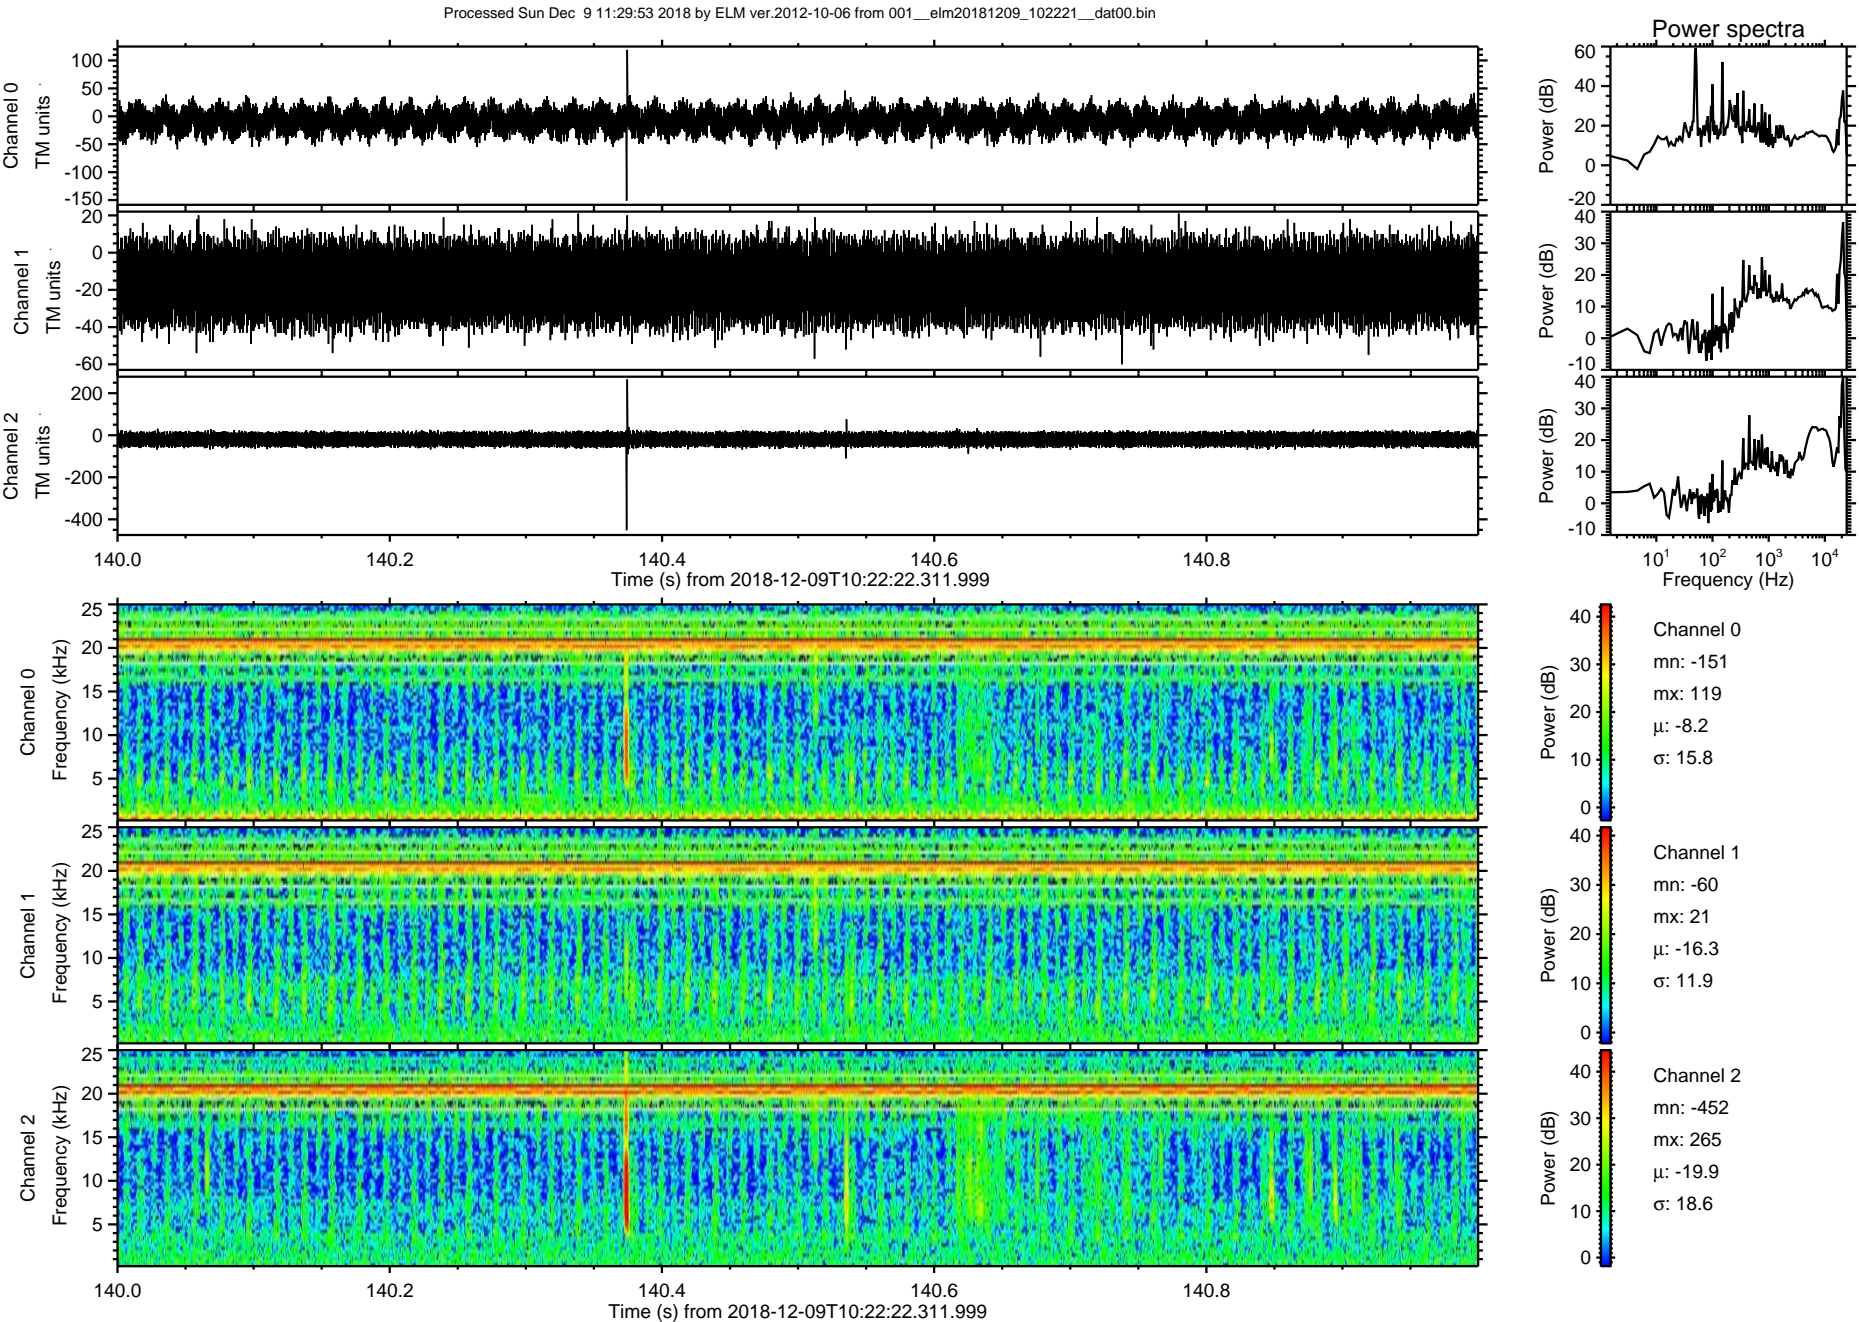 Processed Sun Dec 9 11:29:53 2018 by ELM ver.2012-10-06 from 001__elm20181209_102221__dat00.bin
Power spectra
Channel 0
TM units
100
50
0
-50
-100
-150
Power (dB)
60
40
20
0
-20
Channel 1
TM units
20
0
-20
-40
-60
Power (dB)
40
30
20
10
0
-10
Channel 2
TM units
200
0
-200
-400
Power (dB)
40
30
20
10
0
-10
140.0 140.2 140.4 140.6 140.8
Time (s) from 2018-12-09T10:22:22.311.999
10^1 10^2 10^3 10^4
Frequency (Hz)
Channel 0
Frequency (kHz)
25
20
15
10
5
Power (dB)
40
30
20
10
0
Channel 0
mn: -151
mx: 119
μ: -8.2
σ: 15.8
Channel 1
Frequency (kHz)
25
20
15
10
5
Power (dB)
40
30
20
10
0
Channel 1
mn: -60
mx: 21
μ: -16.3
σ: 11.9
Channel 2
Frequency (kHz)
25
20
15
10
5
Power (dB)
40
30
20
10
0
Channel 2
mn: -452
mx: 265
μ: -19.9
σ: 18.6
140.0 140.2 140.4 140.6 140.8
Time (s) from 2018-12-09T10:22:22.311.999